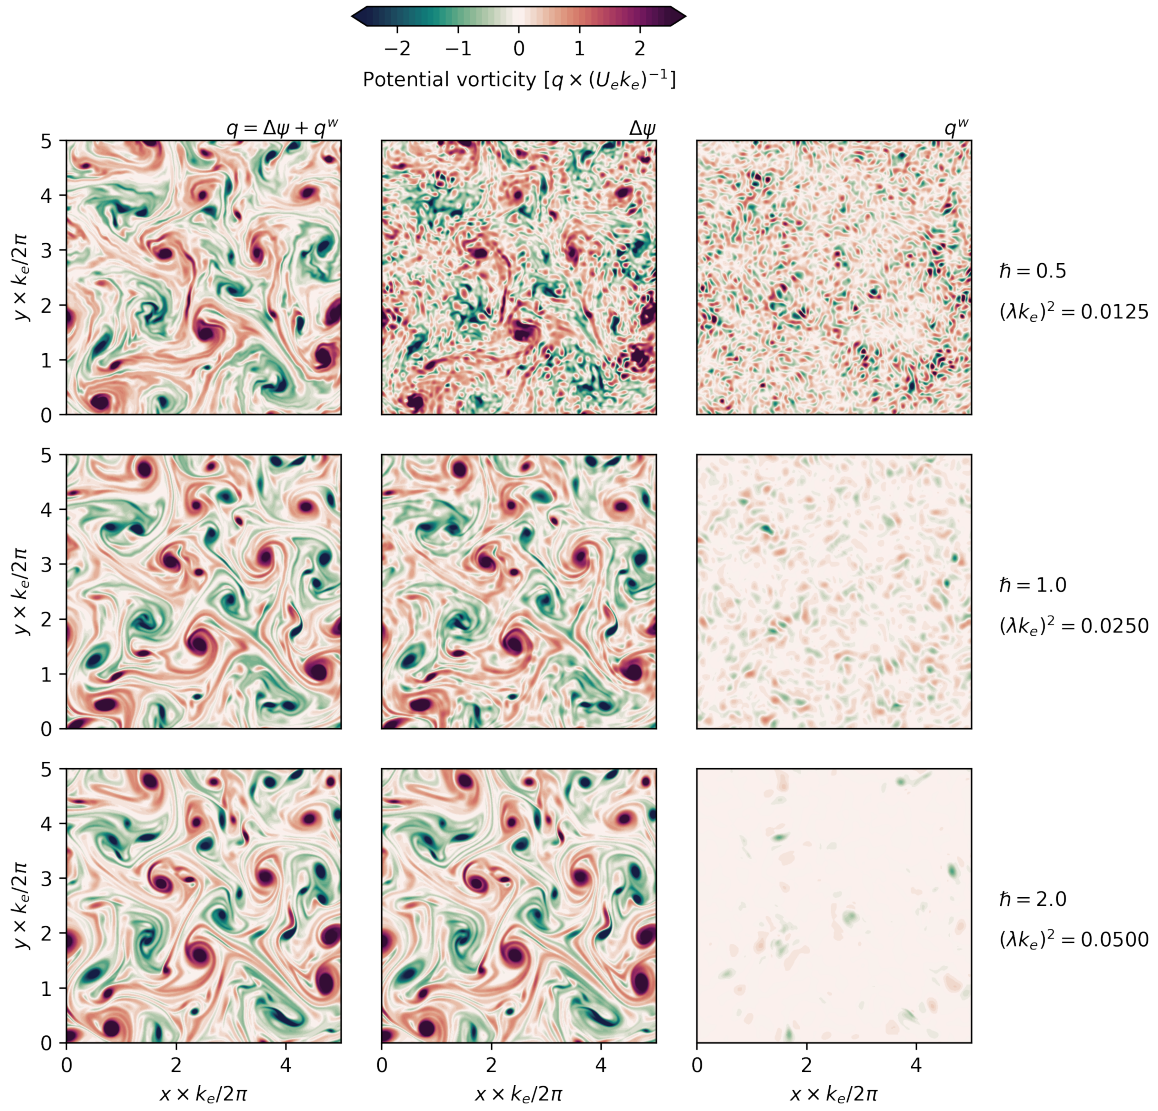 −2 −1 0 1 2
Potential vorticity [q × (Uₑkₑ)⁻¹]
q = Δψ + qʷ
Δψ
qʷ
5
4
3
2
1
0
y × kₑ/2π
ℏ = 0.5
(λkₑ)² = 0.0125
5
4
3
2
1
0
y × kₑ/2π
ℏ = 1.0
(λkₑ)² = 0.0250
5
4
3
2
1
0
y × kₑ/2π
ℏ = 2.0
(λkₑ)² = 0.0500
0 2 4
0 2 4
0 2 4
x × kₑ/2π
x × kₑ/2π
x × kₑ/2π